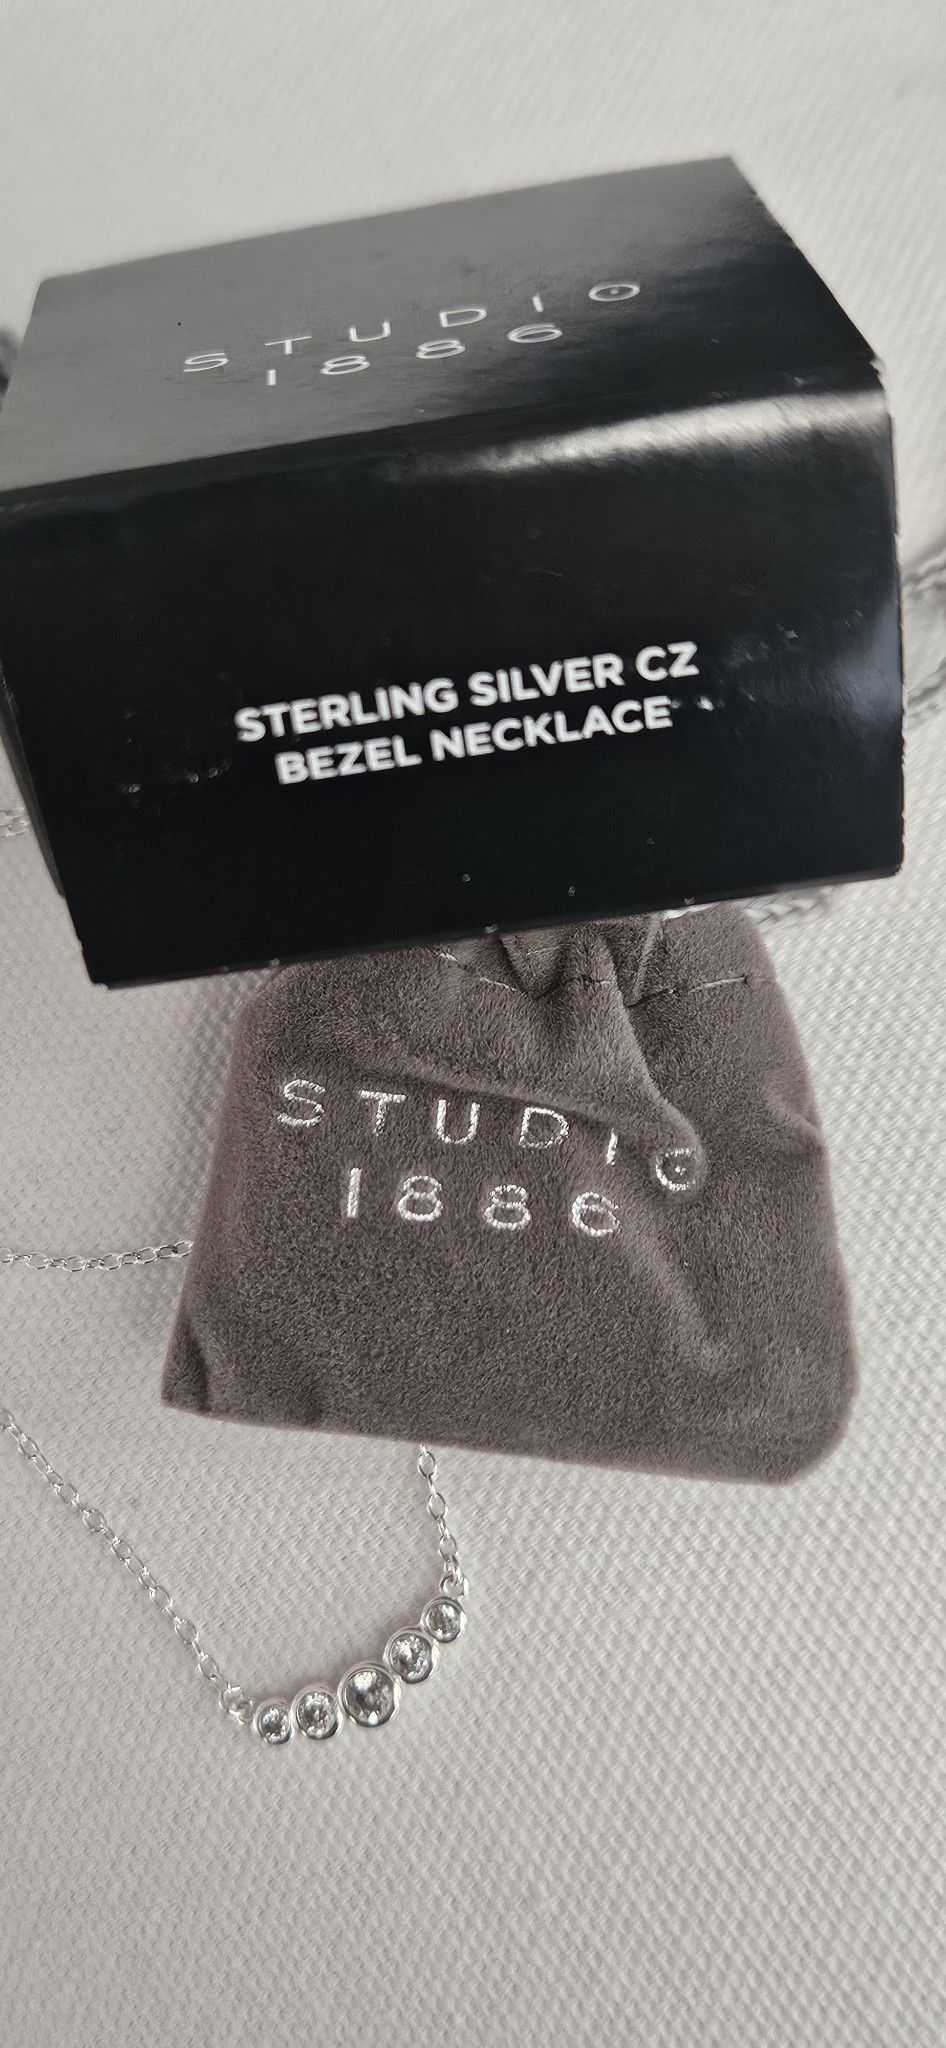 STUDIO
1886
STERLING SILVER CZ
BEZEL NECKLACE
STUDIO
1886